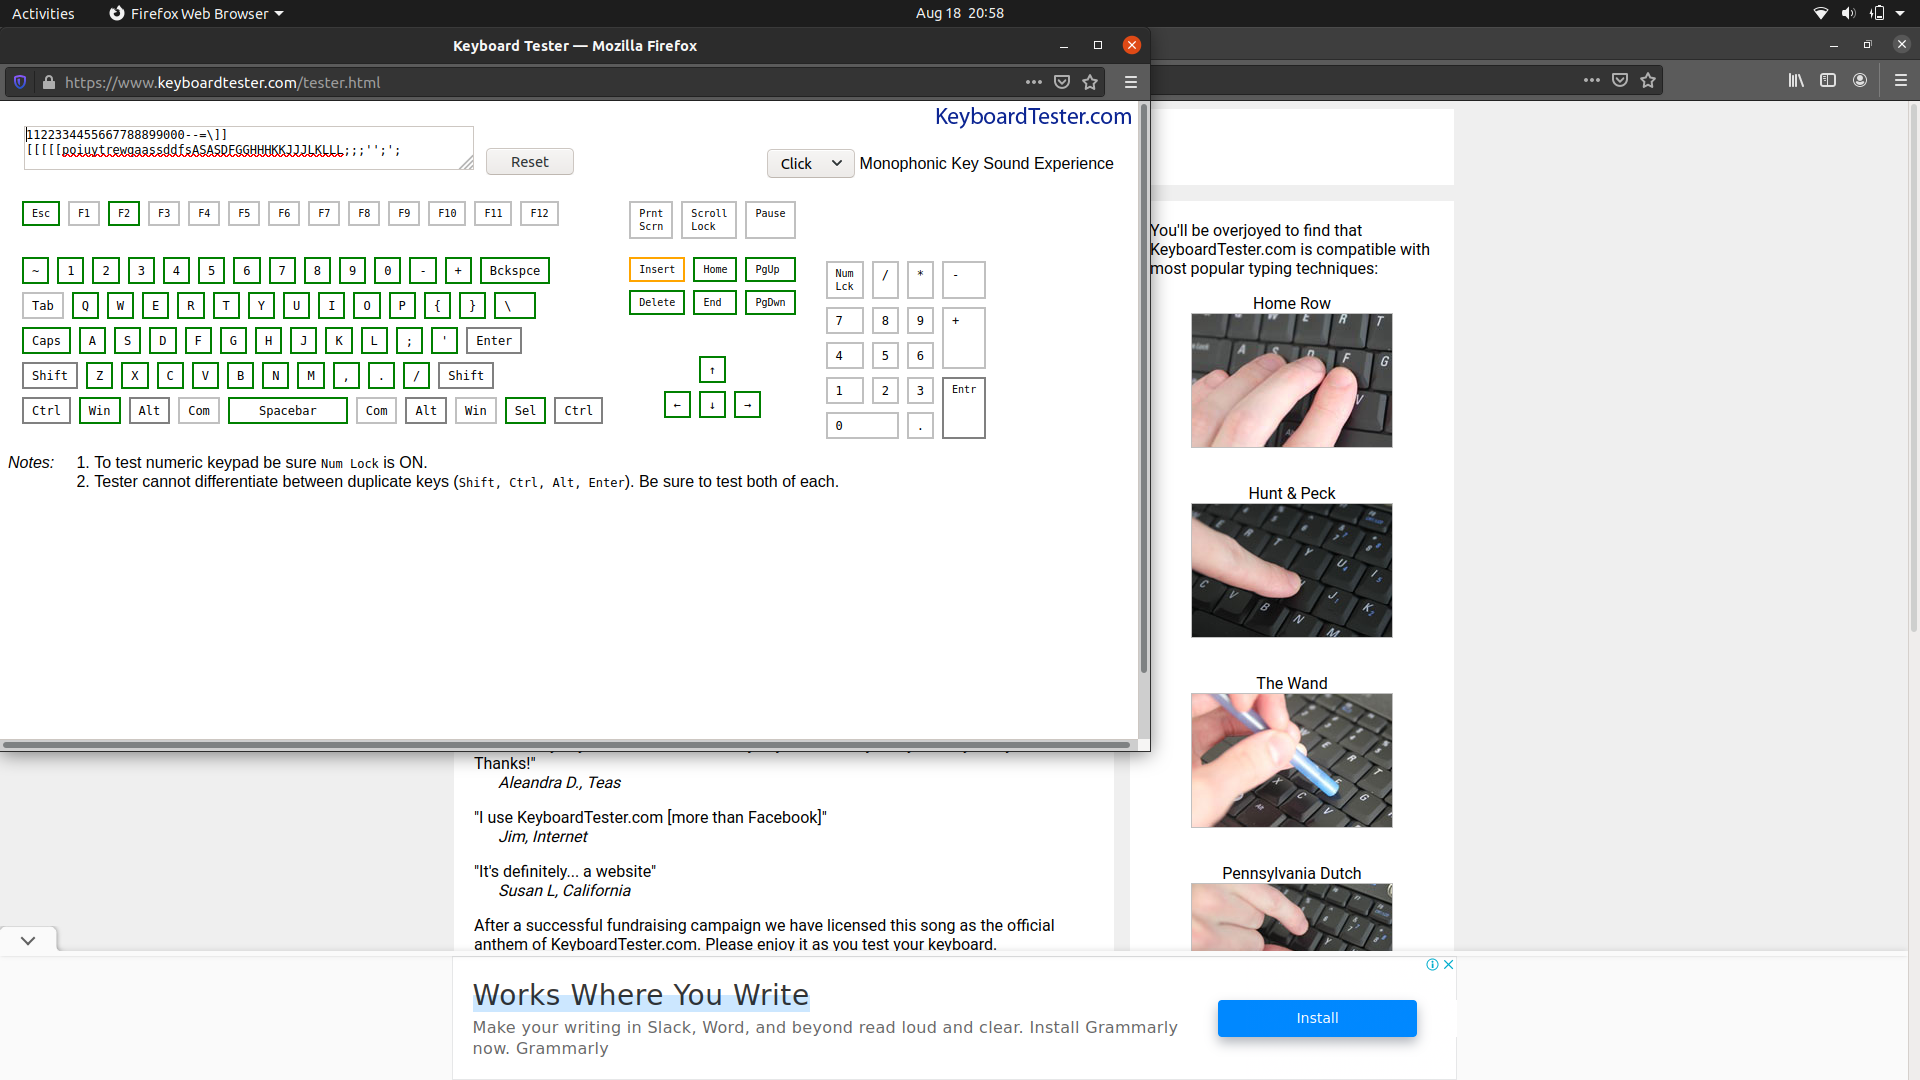 Activities
Firefox Web Browser
Aug 18 20:58
Keyboard Tester — Mozilla Firefox
https://www.keyboardtester.com/tester.html
KeyboardTester.com
1122334455667788899000--=\]]
[[[[[poiuytrewqaassddfsASASDFGGHHHKKJJJLKLLL;;;'';';
Reset
Click
Monophonic Key Sound Experience
Esc F1 F2 F3 F4 F5 F6 F7 F8 F9 F10 F11 F12
Prnt Scrn
Scroll Lock
Pause
~ 1 2 3 4 5 6 7 8 9 0 - + Bckspce
Tab Q W E R T Y U I O P { } \
Caps A S D F G H J K L ; ' Enter
Shift Z X C V B N M , . / Shift
Ctrl Win Alt Com Spacebar Com Alt Win Sel Ctrl
Insert Home PgUp
Delete End PgDwn
↑
← ↓ →
Num Lck / * -
7 8 9 +
4 5 6
1 2 3 Entr
0 .
Notes:
1. To test numeric keypad be sure Num Lock is ON.
2. Tester cannot differentiate between duplicate keys (Shift, Ctrl, Alt, Enter). Be sure to test both of each.
You'll be overjoyed to find that
KeyboardTester.com is compatible with
most popular typing techniques:
Home Row
Hunt & Peck
The Wand
Pennsylvania Dutch
Thanks!"
Aleandra D., Teas
"I use KeyboardTester.com [more than Facebook]"
Jim, Internet
"It's definitely... a website"
Susan L, California
After a successful fundraising campaign we have licensed this song as the official
anthem of KeyboardTester.com. Please enjoy it as you test your keyboard.
Works Where You Write
Make your writing in Slack, Word, and beyond read loud and clear. Install Grammarly
now. Grammarly
Install